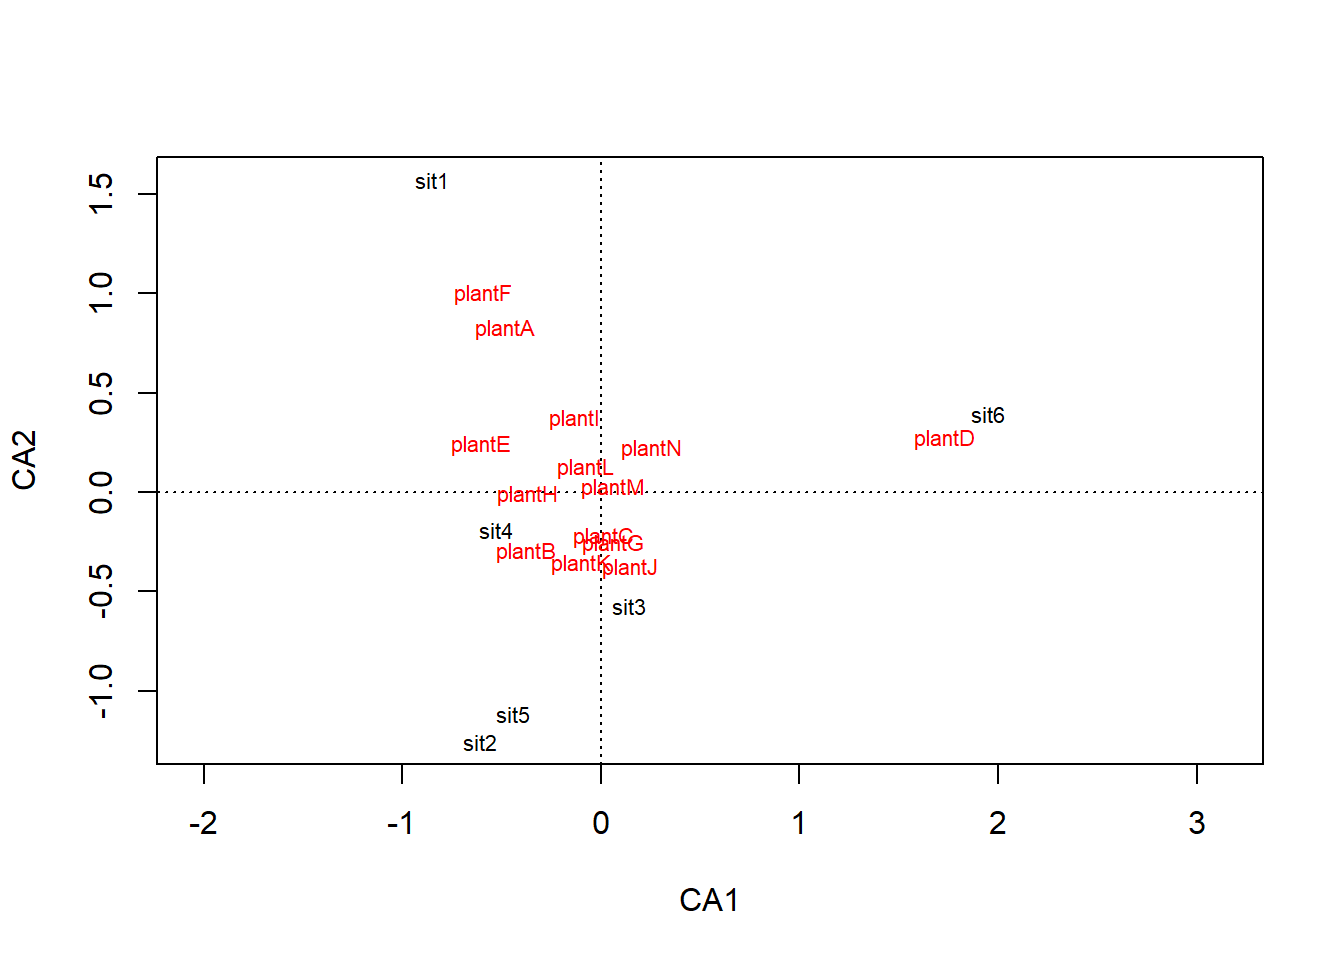 sit1
1.5
plantF
1.0
plantA
plantI
0.5
sit6
plantD
plantE
plantN
CA2
plantL
plantM
0.0
plantH
sit4
plantC
plantG
plantB
plantK
plantJ
-0.5
sit3
-1.0
sit5
sit2
-2 -1 0 1 2 3
CA1